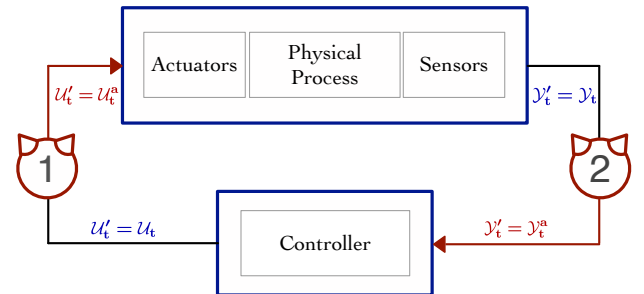 Actuators
Physical
Process
Sensors
𝒰′ₜ = 𝒰ₜᵃ
𝒴′ₜ = 𝒴ₜ
1
2
𝒰′ₜ = 𝒰ₜ
Controller
𝒴′ₜ = 𝒴ₜᵃ